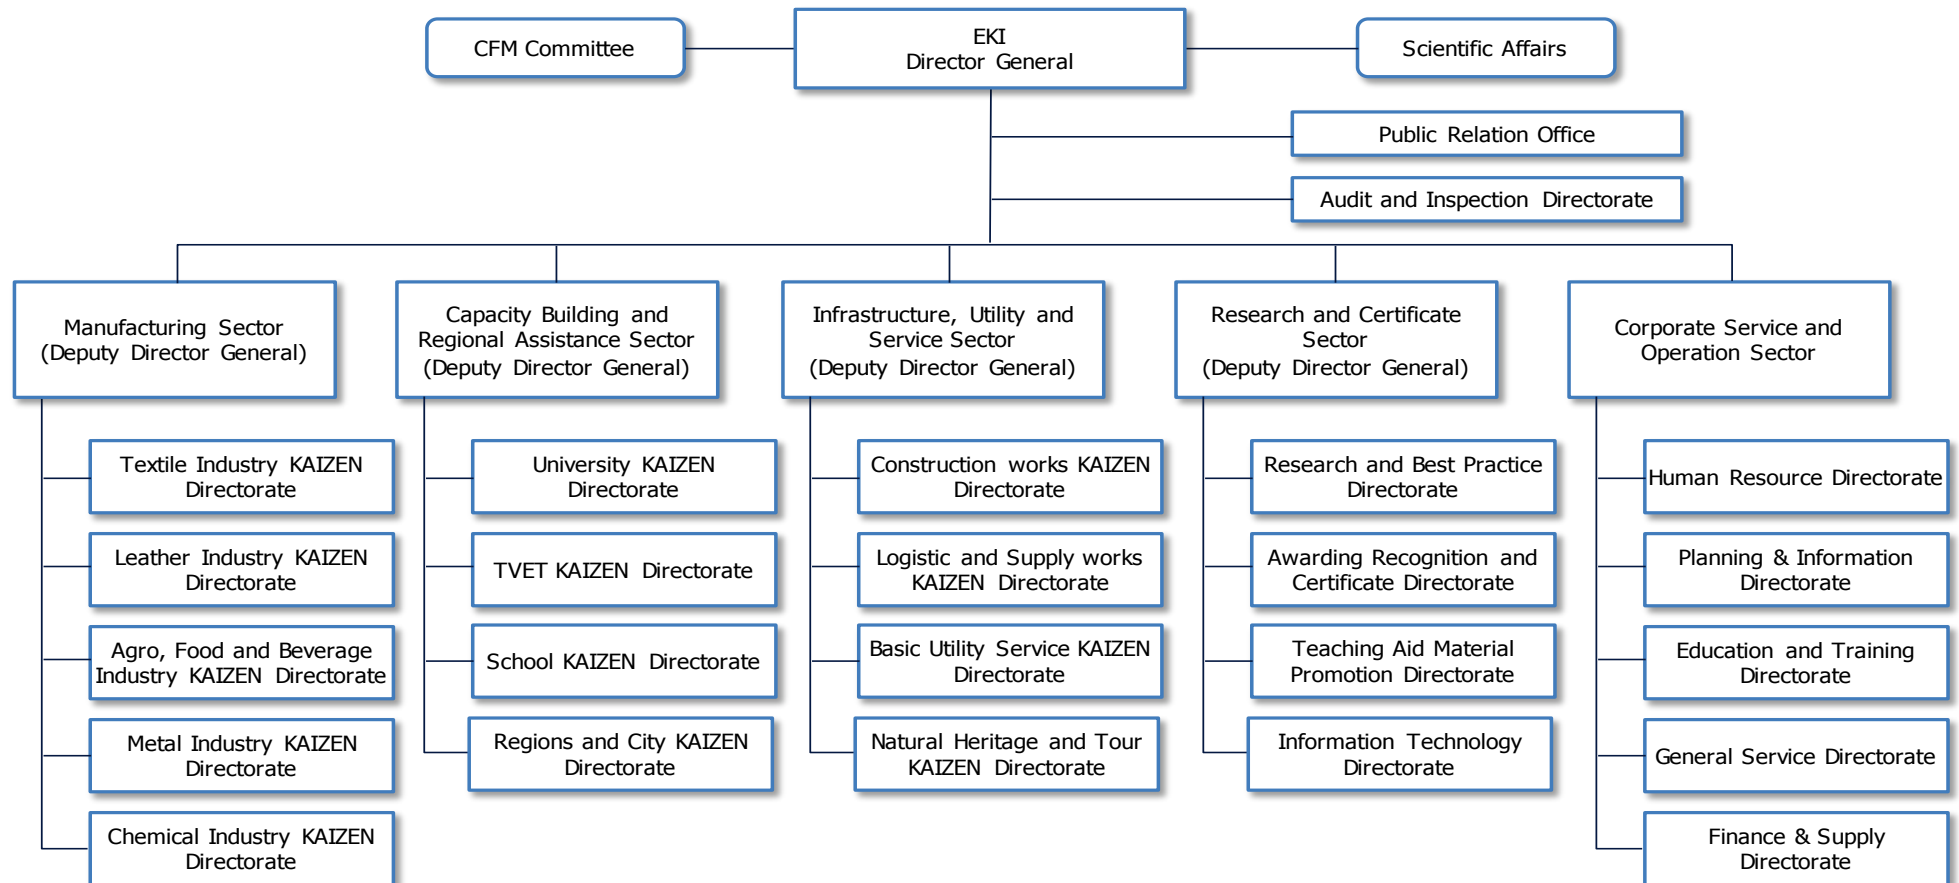 CFM Committee
EKI
Director General
Scientific Affairs
Public Relation Office
Audit and Inspection Directorate
Manufacturing Sector
(Deputy Director General)
Capacity Building and
Regional Assistance Sector
(Deputy Director General)
Infrastructure, Utility and
Service Sector
(Deputy Director General)
Research and Certificate
Sector
(Deputy Director General)
Corporate Service and
Operation Sector
Textile Industry KAIZEN
Directorate
Leather Industry KAIZEN
Directorate
Agro, Food and Beverage
Industry KAIZEN Directorate
Metal Industry KAIZEN
Directorate
Chemical Industry KAIZEN
Directorate
University KAIZEN
Directorate
TVET KAIZEN Directorate
School KAIZEN Directorate
Regions and City KAIZEN
Directorate
Construction works KAIZEN
Directorate
Logistic and Supply works
KAIZEN Directorate
Basic Utility Service KAIZEN
Directorate
Natural Heritage and Tour
KAIZEN Directorate
Research and Best Practice
Directorate
Awarding Recognition and
Certificate Directorate
Teaching Aid Material
Promotion Directorate
Information Technology
Directorate
Human Resource Directorate
Planning & Information
Directorate
Education and Training
Directorate
General Service Directorate
Finance & Supply
Directorate